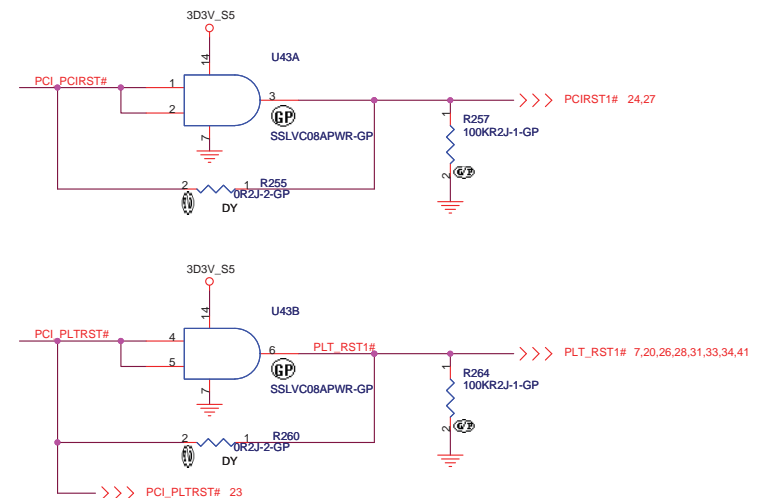 3D3V_S5
14
U43A
PCI_PCIRST#
1
2
3
PCIRST1# 24,27
GP
SSLVC08APWR-GP
7
1
R257
100KR2J-1-GP
2
G/P
2
1
R255
0R2J-2-GP
DY
3D3V_S5
14
U43B
PCI_PLTRST#
4
5
6
PLT_RST1#
PLT_RST1# 7,20,26,28,31,33,34,41
GP
SSLVC08APWR-GP
7
1
R264
100KR2J-1-GP
2
G/P
2
1
R260
0R2J-2-GP
DY
PCI_PLTRST# 23